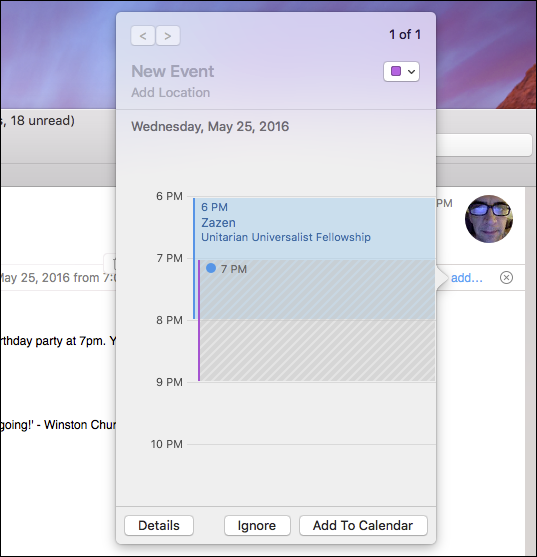 s, 18 unread)
< >
1 of 1
New Event
Add Location
Wednesday, May 25, 2016
6 PM
6 PM
Zazen
Unitarian Universalist Fellowship
PM
7 PM
7 PM
May 25, 2016 from 7:0
add...
8 PM
rthday party at 7pm. Y
9 PM
going!' - Winston Chur
10 PM
Details
Ignore
Add To Calendar